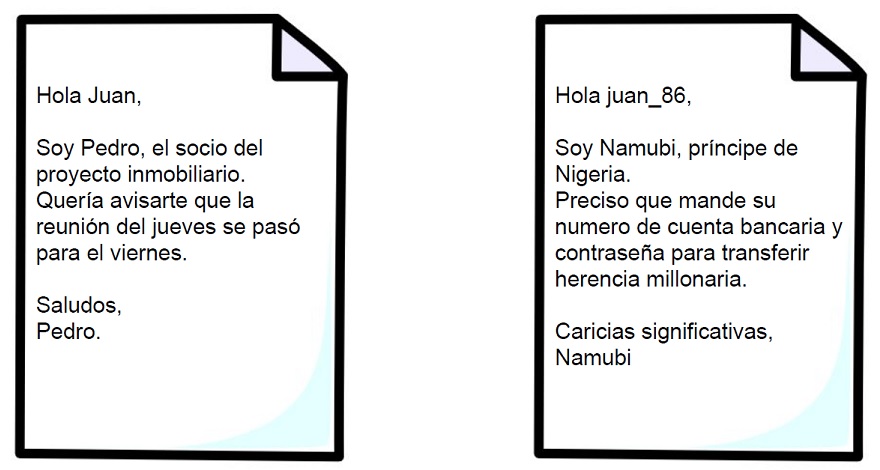 Hola Juan,
Soy Pedro, el socio del
proyecto inmobiliario.
Quería avisarte que la
reunión del jueves se pasó
para el viernes.
Saludos,
Pedro.
Hola juan_86,
Soy Namubi, príncipe de
Nigeria.
Preciso que mande su
numero de cuenta bancaria y
contraseña para transferir
herencia millonaria.
Caricias significativas,
Namubi